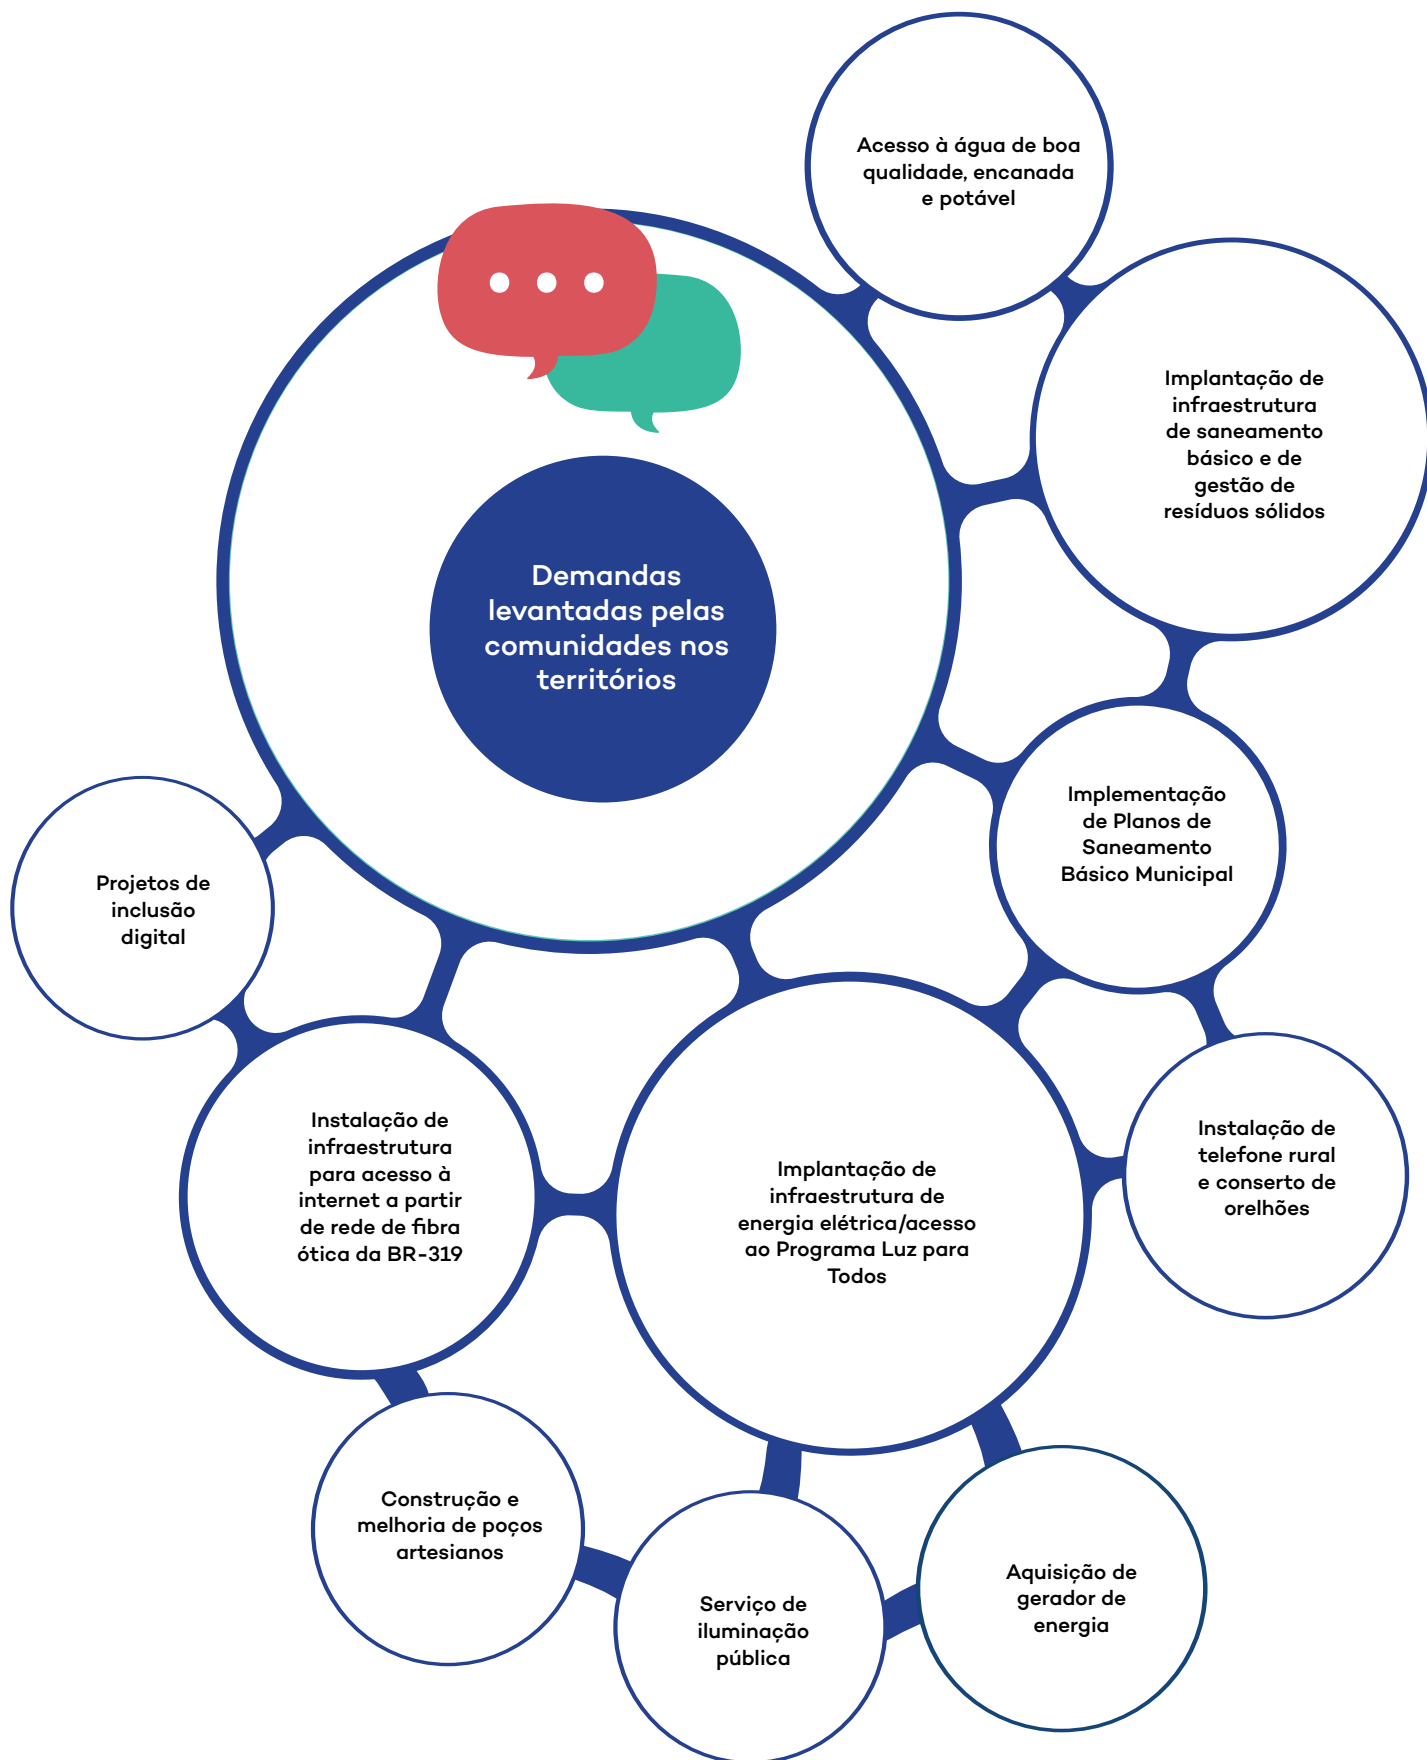 Acesso à água de boa
qualidade, encanada
e potável
Implantação de
infraestrutura
de saneamento
básico e de
gestão de
resíduos sólidos
Demandas
levantadas pelas
comunidades nos
territórios
Implementação
de Planos de
Saneamento
Básico Municipal
Projetos de
inclusão
digital
Instalação de
infraestrutura
para acesso à
internet a partir
de rede de fibra
ótica da BR-319
Implantação de
infraestrutura de
energia elétrica/acesso
ao Programa Luz para
Todos
Instalação de
telefone rural
e conserto de
orelhões
Construção e
melhoria de poços
artesianos
Serviço de
iluminação
pública
Aquisição de
gerador de
energia